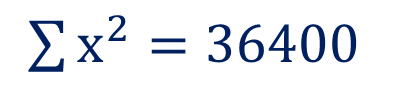 ∑ x² = 36400